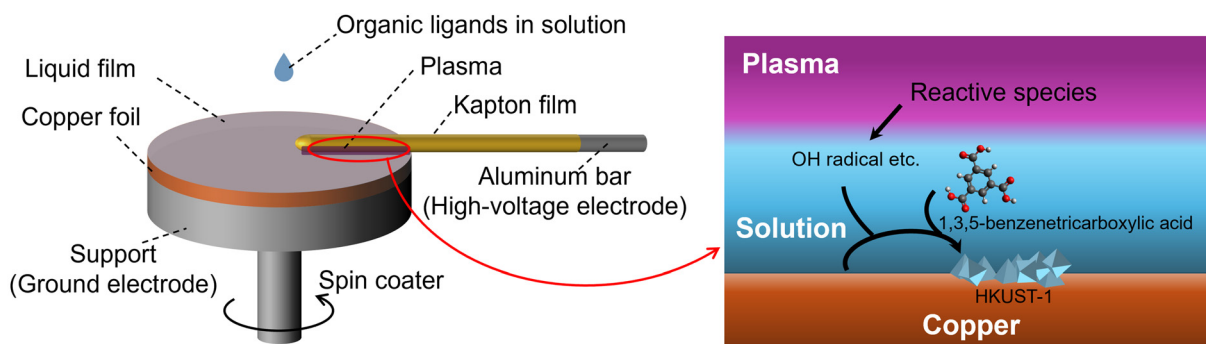 Organic ligands in solution
Liquid film
Plasma
Copper foil
Kapton film
Aluminum bar
(High-voltage electrode)
Support
(Ground electrode)
Spin coater
Plasma
Reactive species
OH radical etc.
1,3,5-benzenetricarboxylic acid
Solution
HKUST-1
Copper